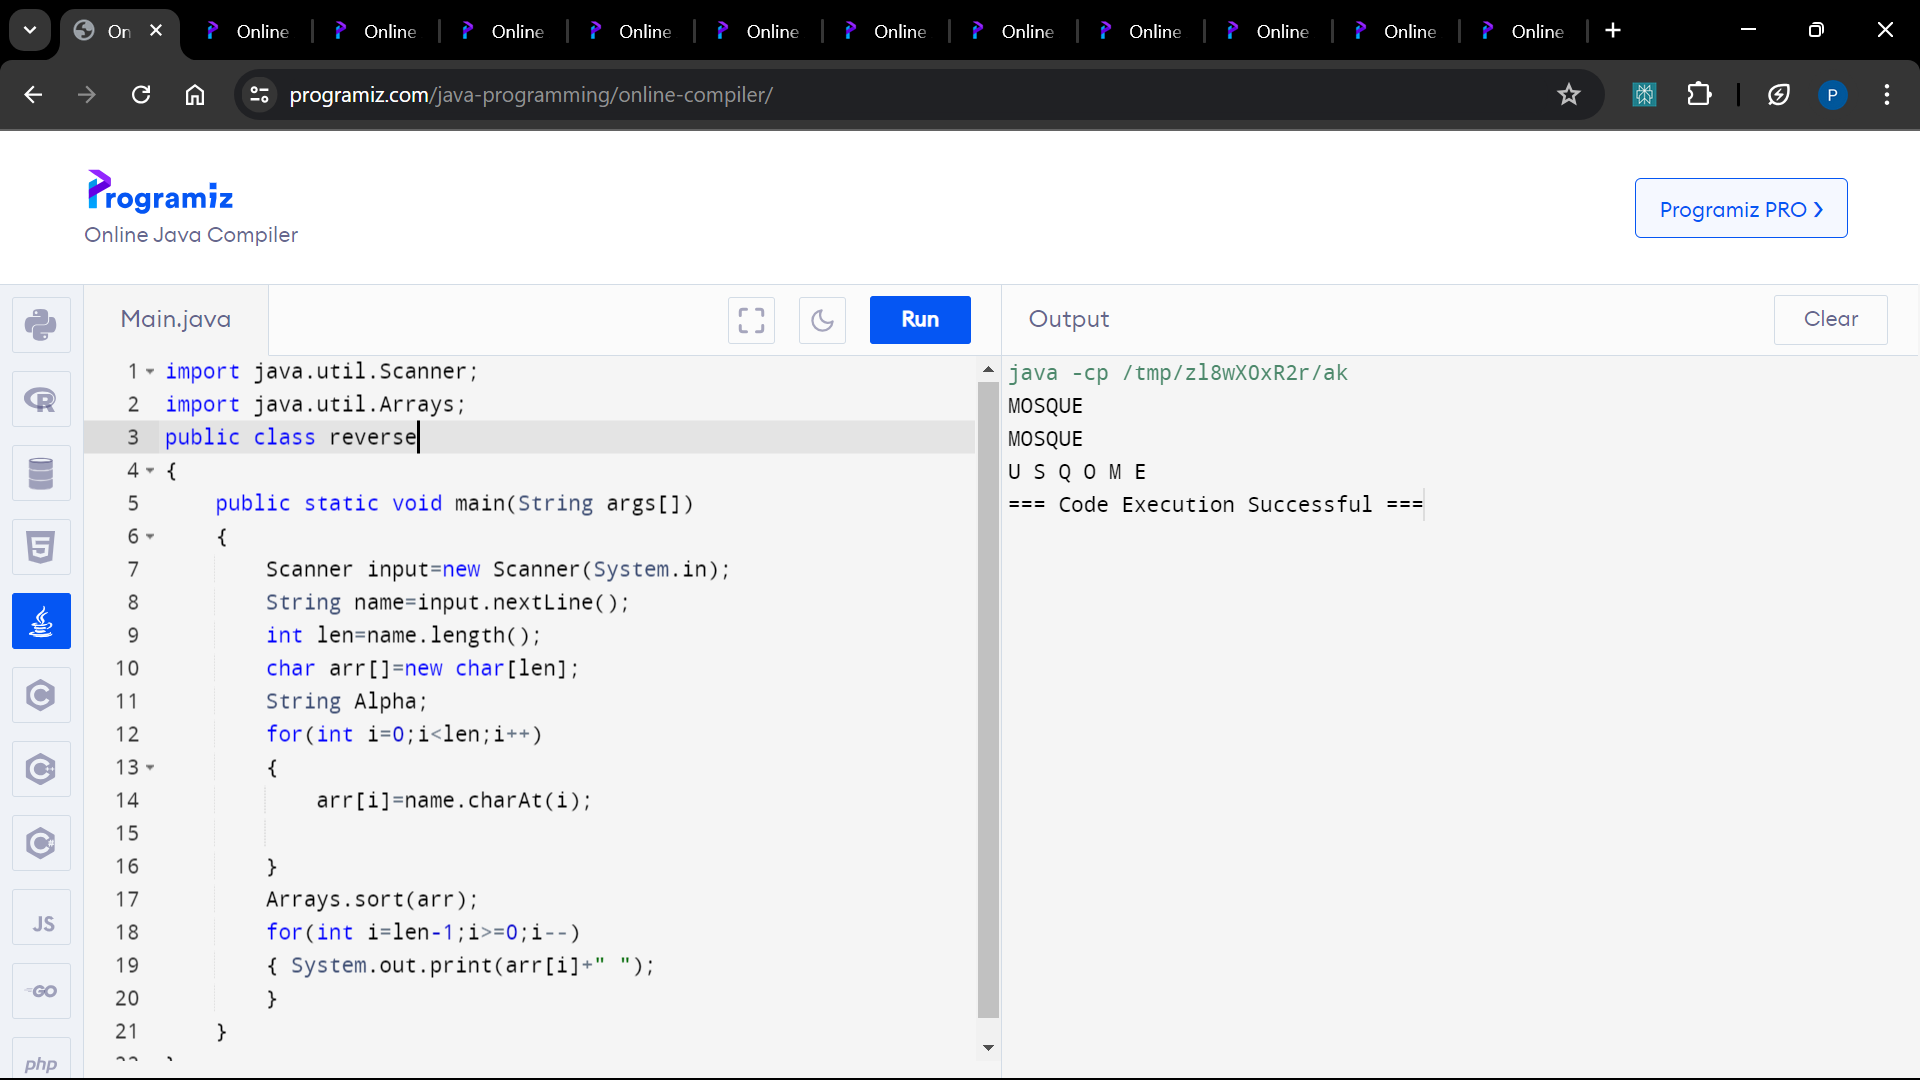 On
Online
Online
Online
Online
Online
Online
Online
Online
Online
Online
Online
programiz.com/java-programming/online-compiler/
P
Programiz
Online Java Compiler
Programiz PRO ❯
Main.java
Run
Output
Clear
1 import java.util.Scanner;
2 import java.util.Arrays;
3 public class reverse
4 {
5 public static void main(String args[])
6 {
7 Scanner input=new Scanner(System.in);
8 String name=input.nextLine();
9 int len=name.length();
10 char arr[]=new char[len];
11 String Alpha;
12 for(int i=0;i<len;i++)
13 {
14 arr[i]=name.charAt(i);
15
16 }
17 Arrays.sort(arr);
18 for(int i=len-1;i>=0;i--)
19 { System.out.print(arr[i]+" ");
20 }
21 }
java -cp /tmp/zl8wXOxR2r/ak
MOSQUE
MOSQUE
U S Q O M E
=== Code Execution Successful ===
R
5
C
C
C#
JS
GO
php